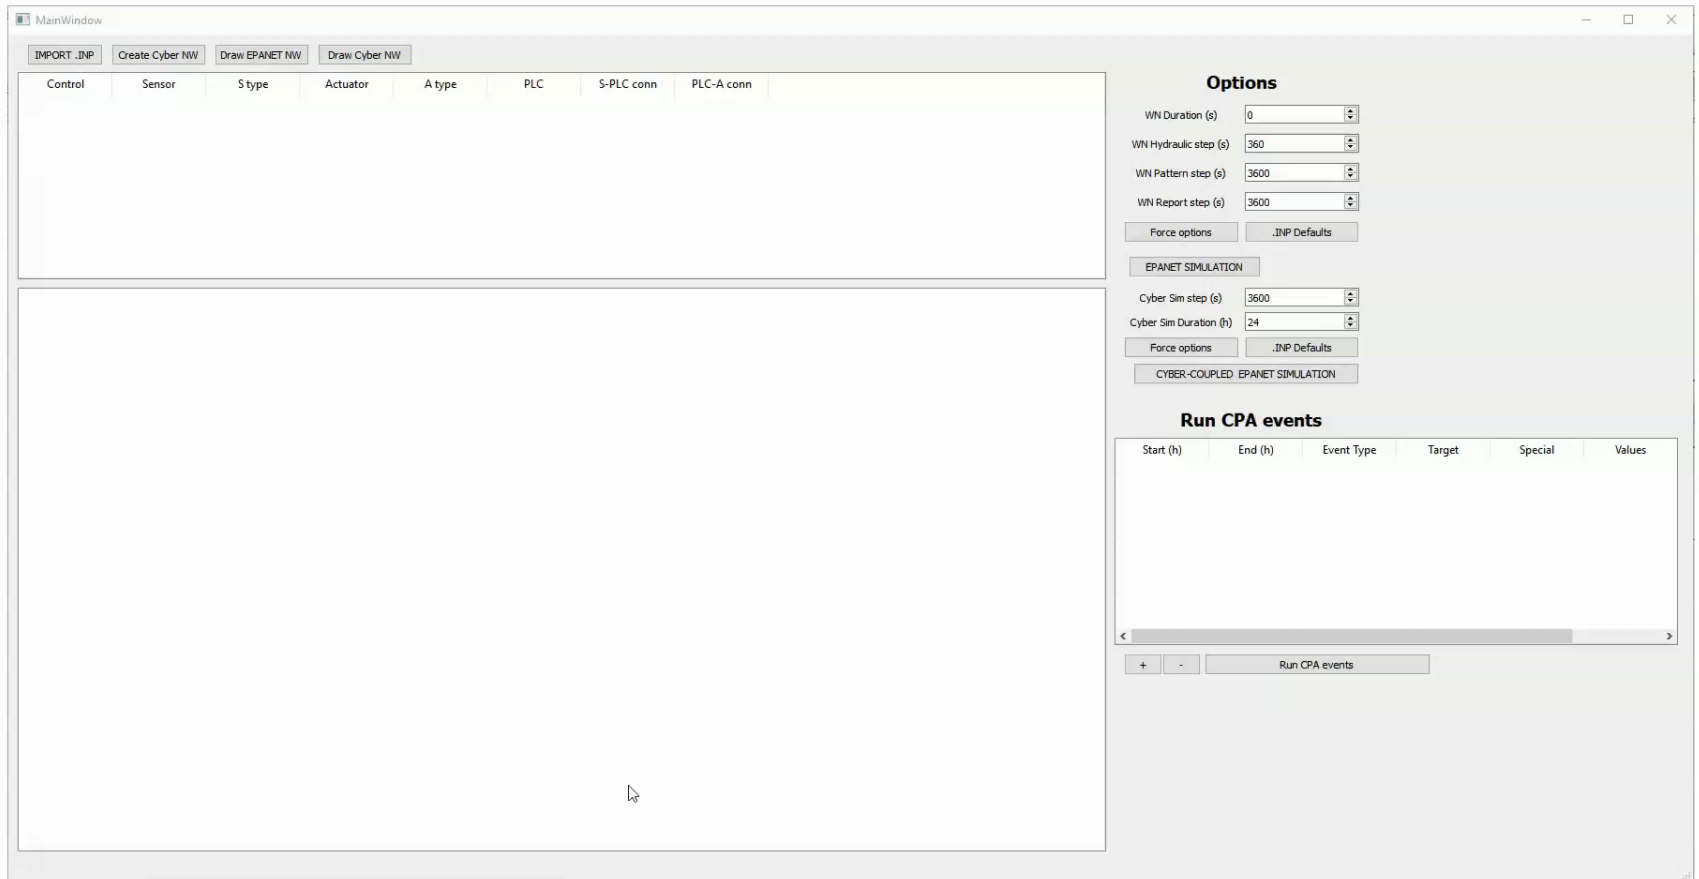 MainWindow
IMPORT .INP Create Cyber NW Draw EPANET NW Draw Cyber NW
Control Sensor S type Actuator A type PLC S-PLC conn PLC-A conn
Options
WN Duration (s) 0
WN Hydraulic step (s) 360
WN Pattern step (s) 3600
WN Report step (s) 3600
Force options .INP Defaults
EPANET SIMULATION
Cyber Sim step (s) 3600
Cyber Sim Duration (h) 24
Force options .INP Defaults
CYBER-COUPLED EPANET SIMULATION
Run CPA events
Start (h) End (h) Event Type Target Special Values
+ - Run CPA events